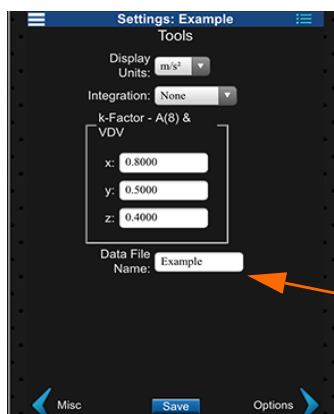 Settings: Example
Tools
Display
Units: m/s²
Integration: None
k-Factor - A(8) &
VDV
x: 0.8000
y: 0.5000
z: 0.4000
Data File
Name: Example
Misc Save Options